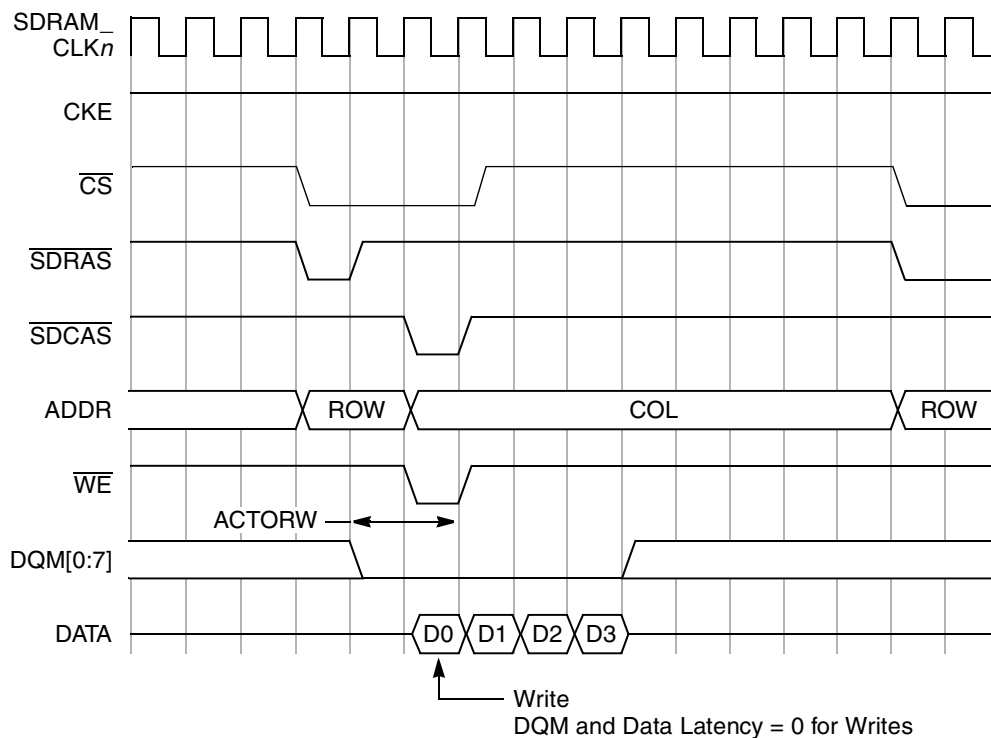 SDRAM_
CLKn
CKE
CS
SDRAS
SDCAS
ADDR ROW COL ROW
WE
ACTORW
DQM[0:7]
DATA D0 D1 D2 D3
Write
DQM and Data Latency = 0 for Writes